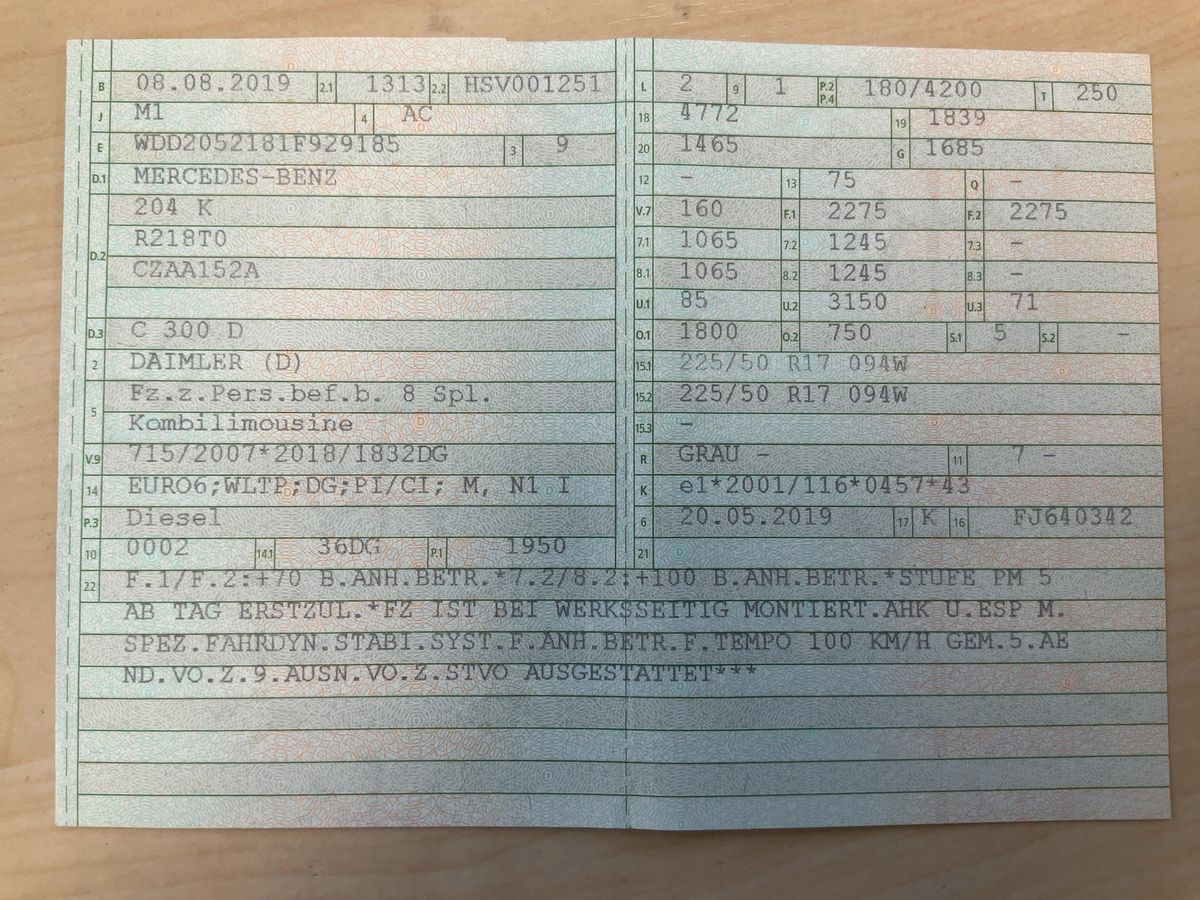 B 08.08.2019 2.1 1313 2.2 HSV001251
J M1 4 AC
E WDD2052181F929185 3 9
D.1 MERCEDES-BENZ
204 K
D.2 R218T0
CZAA152A
D.3 C 300 D
2 DAIMLER (D)
5 Fz.z.Pers.bef.b. 8 Spl.
Kombilimousine
V.9 715/2007*2018/1832DG
14 EURO6;WLTP;DG;PI/CI; M, N1 I
P.3 Diesel
10 0002 14.1 36DG P.1 1950
L 2 9 1 P.2 P.4 180/4200 T 250
18 4772 19 1839
20 1465 G 1685
12 - 13 75 Q -
V.7 160 F.1 2275 F.2 2275
7.1 1065 7.2 1245 7.3 -
8.1 1065 8.2 1245 8.3 -
U.1 85 U.2 3150 U.3 71
O.1 1800 O.2 750 S.1 5 S.2 -
15.1 225/50 R17 094W
15.2 225/50 R17 094W
15.3 -
R GRAU - 11 7 -
K e1*2001/116*0457*43
6 20.05.2019 17 K 16 FJ640342
21
22 F.1/F.2:+70 B.ANH.BETR.*7.2/8.2:+100 B.ANH.BETR.*STUFE PM 5
AB TAG ERSTZUL.*FZ IST BEI WERKSSEITIG MONTIERT.AHK U.ESP M.
SPEZ.FAHRDYN.STABI.SYST.F.ANH.BETR.F.TEMPO 100 KM/H GEM.5.AE
ND.VO.Z.9.AUSN.VO.Z.STVO AUSGESTATTET***